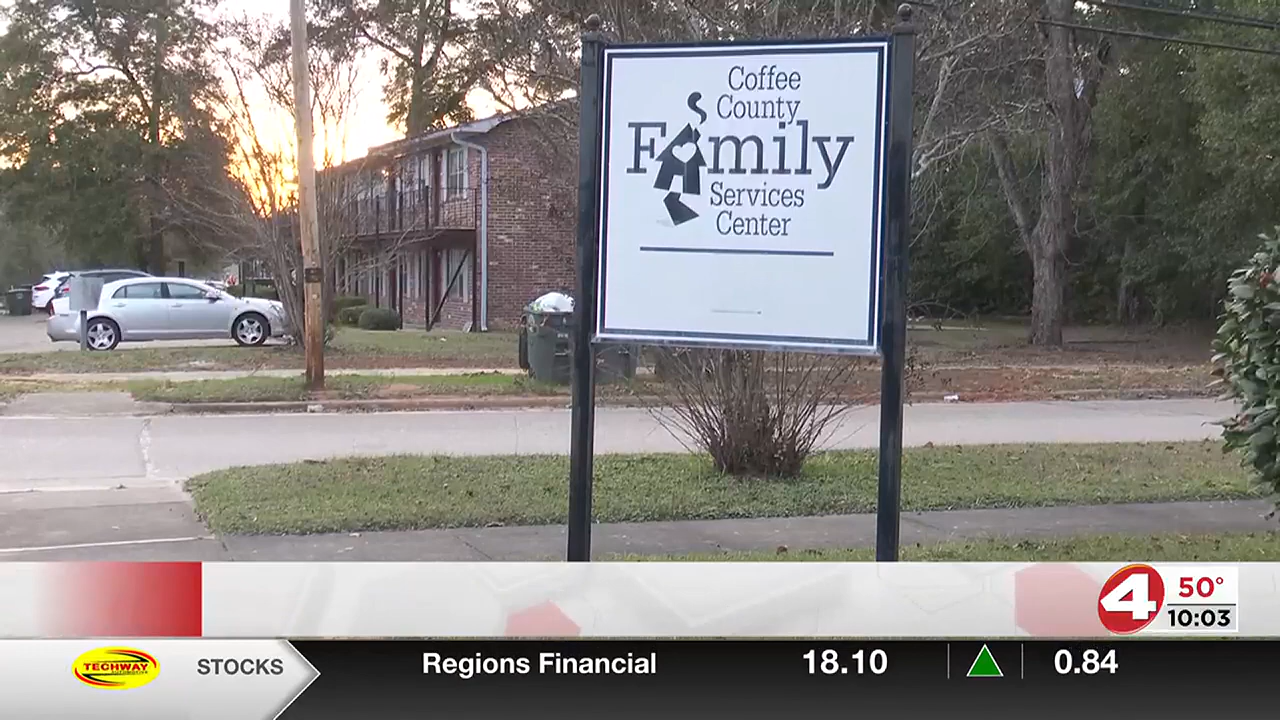 Coffee
County
Family
Services
Center
4
50°
10:03
TECHWAY
STOCKS
Regions Financial
18.10
0.84